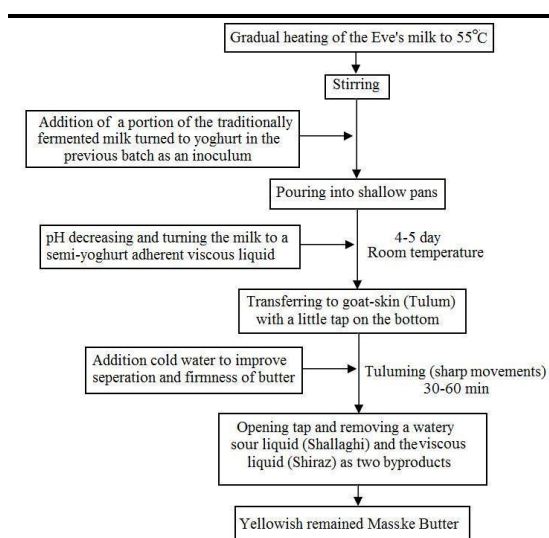 Gradual heating of the Eve's milk to 55°C
Stirring
Addition of a portion of the traditionally
fermented milk turned to yoghurt in the
previous batch as an inoculum
Pouring into shallow pans
pH decreasing and turning the milk to a
semi-yoghurt adherent viscous liquid
4-5 day
Room temperature
Transferring to goat-skin (Tulum)
with a little tap on the bottom
Addition cold water to improve
seperation and firmness of butter
Tuluming (sharp movements)
30-60 min
Opening tap and removing a watery
sour liquid (Shallaghi) and the viscous
liquid (Shiraz) as two byproducts
Yellowish remained Masske Butter